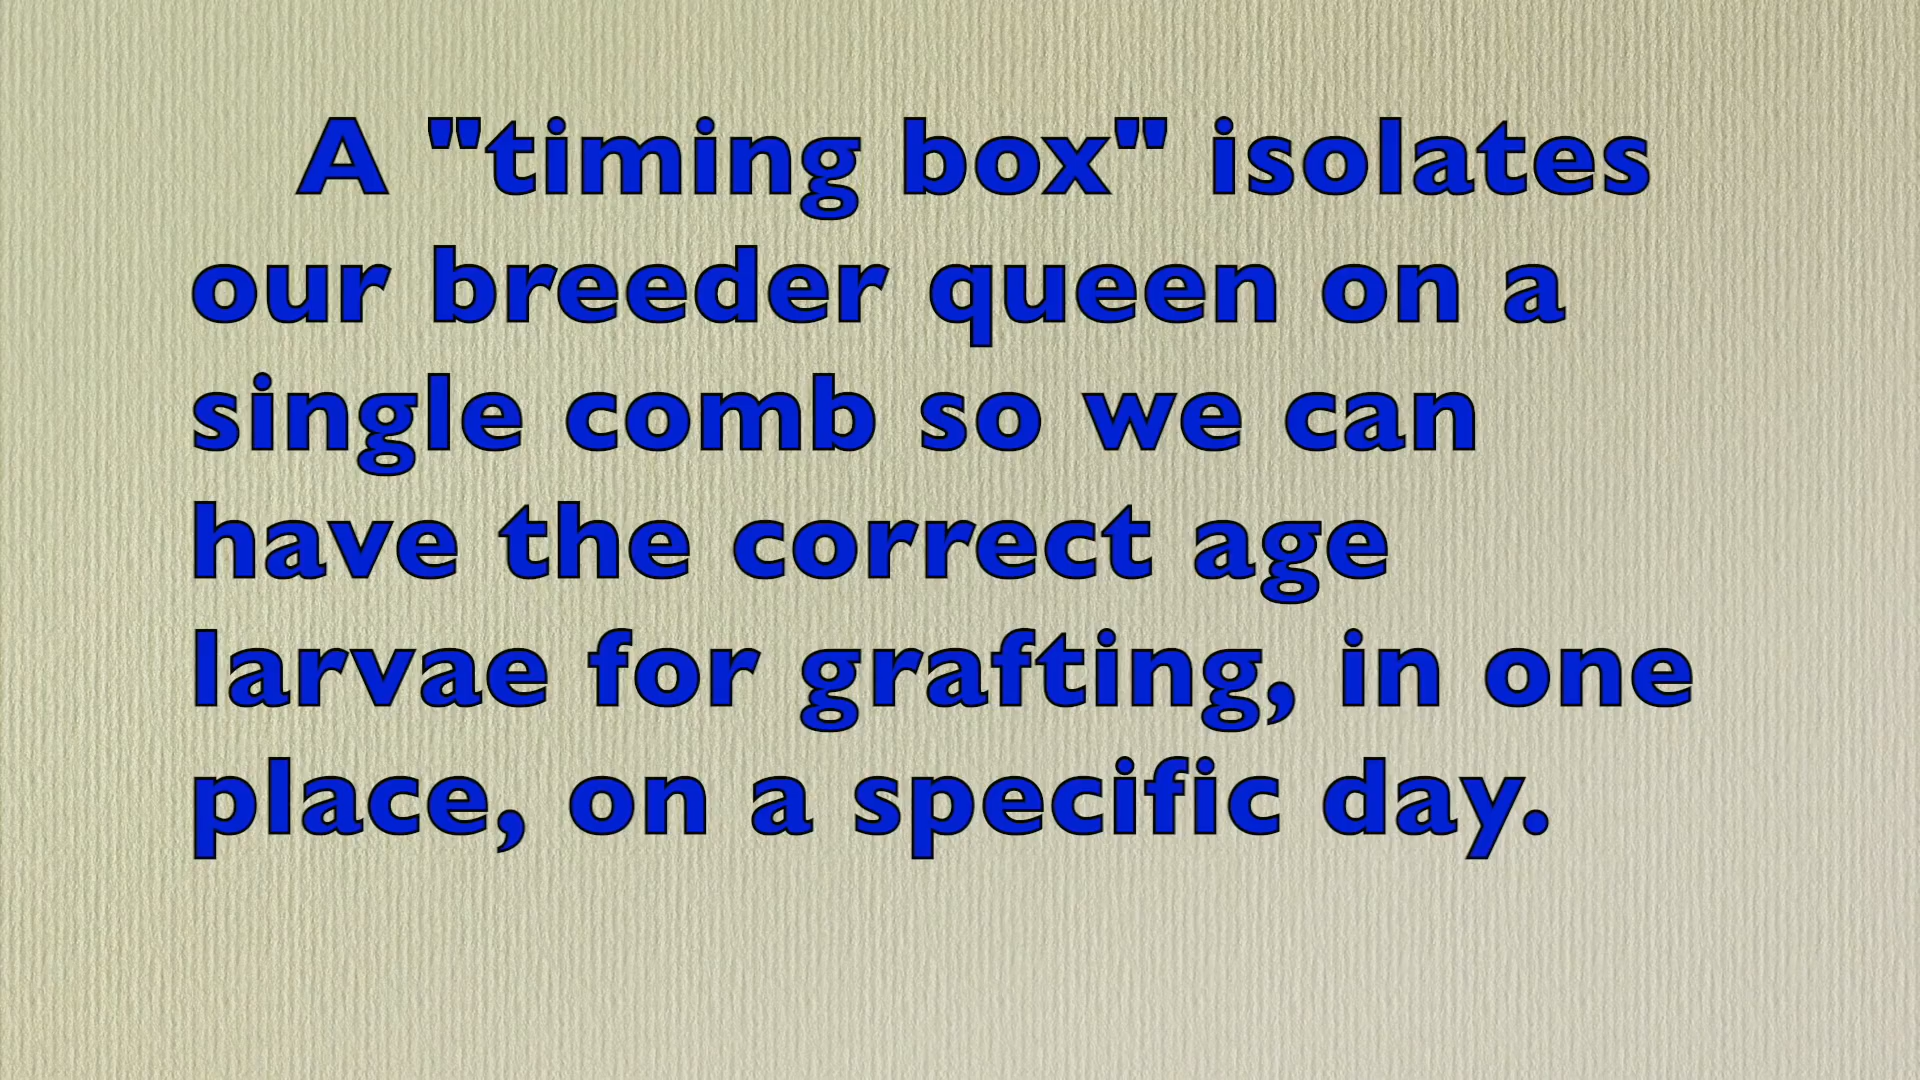 A "timing box" isolates
our breeder queen on a
single comb so we can
have the correct age
larvae for grafting, in one
place, on a specific day.